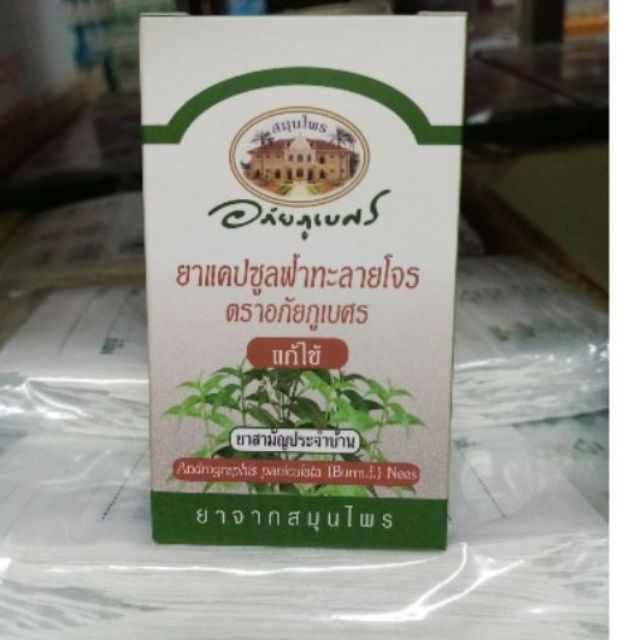 สมุนไพร
อภัยภูเบศร
ยาแคปซูลฟ้าทะลายโจร
ตราอภัยภูเบศร
แก้ไข้
ยาสามัญประจำบ้าน
Andrographis paniculata (Burm.f.) Nees
ยาจากสมุนไพร